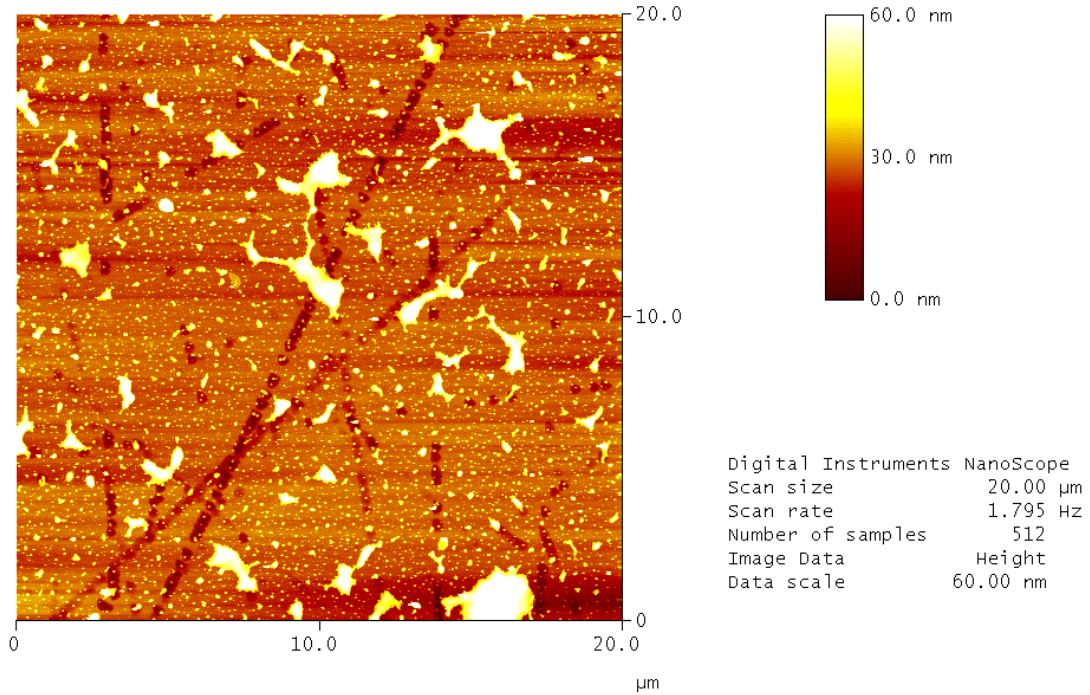 20.0
10.0
0
0
10.0
20.0
µm
60.0 nm
30.0 nm
0.0 nm
Digital Instruments NanoScope
Scan size 20.00 µm
Scan rate 1.795 Hz
Number of samples 512
Image Data Height
Data scale 60.00 nm